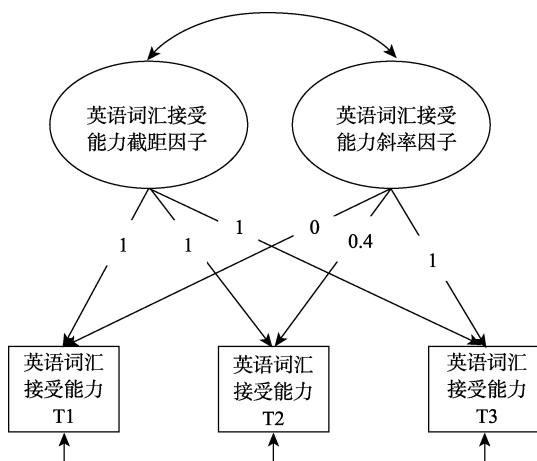 英语词汇接受
能力截距因子
英语词汇接受
能力斜率因子
1
1
1
0
0.4
1
英语词汇
接受能力
T1
英语词汇
接受能力
T2
英语词汇
接受能力
T3